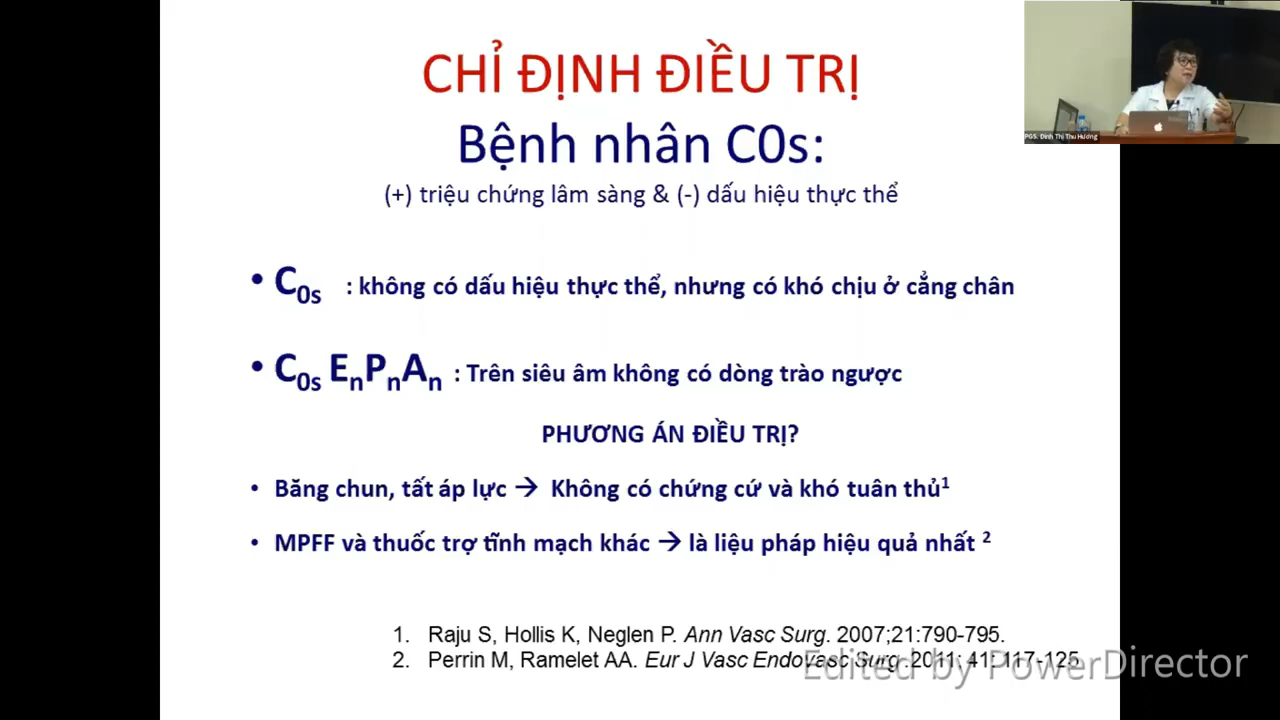 CHỈ ĐỊNH ĐIỀU TRỊ
Bệnh nhân C0s:
(+) triệu chứng lâm sàng & (-) dấu hiệu thực thể
• C0s : không có dấu hiệu thực thể, nhưng có khó chịu ở cẳng chân
• C0s EnPnAn : Trên siêu âm không có dòng trào ngược
PHƯƠNG ÁN ĐIỀU TRỊ?
• Băng chun, tất áp lực → Không có chứng cứ và khó tuân thủ1
• MPFF và thuốc trợ tĩnh mạch khác → là liệu pháp hiệu quả nhất 2
1. Raju S, Hollis K, Neglen P. Ann Vasc Surg. 2007;21:790-795.
2. Perrin M, Ramelet AA. Eur J Vasc Endovasc Surg. 2011; 41: 117-125.
Edited by PowerDirector
PGS. Đinh Thị Thu Hương